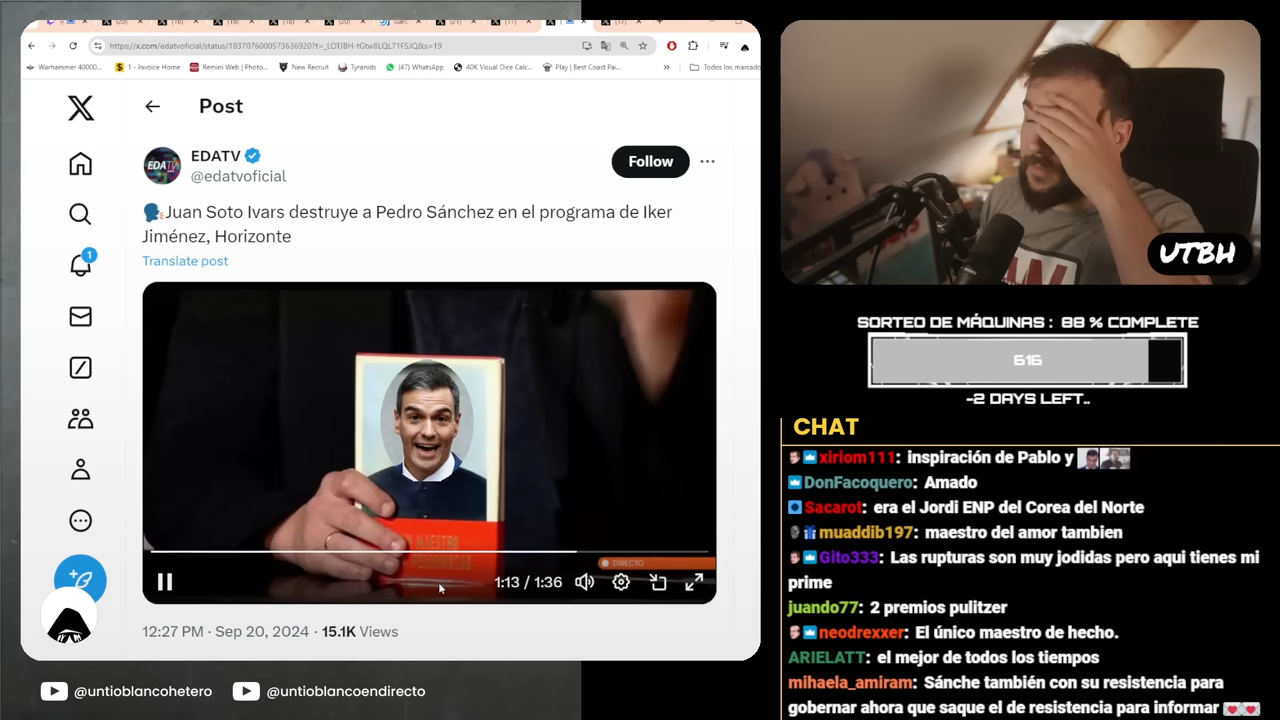 https://x.com/edatvoficial/status/1837076000573636920?t=_LOTJBH-tGtw8LQL71FSJQ&s=19
Warhammer 40000...
1 - Invoice Home
Remini Web | Photo...
New Recruit
Tyranids
(47) WhatsApp
40K Visual Dice Calc...
Play | Best Coast Pai...
»
Todos los marcado
Post
EDATV
@edatvoficial
Follow
1
🗣️Juan Soto Ivars destruye a Pedro Sánchez en el programa de Iker
Jiménez, Horizonte
Translate post
DIRECTO
1:13 / 1:36
12:27 PM · Sep 20, 2024 · 15.1K Views
@untioblancohetero
@untioblancoendirecto
UTBH
SORTEO DE MÁQUINAS : 88 % COMPLETE
616
-2 DAYS LEFT..
CHAT
xiriom111: inspiración de Pablo y
DonFacoquero: Amado
Sacarot: era el Jordi ENP del Corea del Norte
muaddib197: maestro del amor tambien
Gito333: Las rupturas son muy jodidas pero aqui tienes mi
prime
juando77: 2 premios pulitzer
neodrexxer: El único maestro de hecho.
ARIELATT: el mejor de todos los tiempos
mihaela_amiram: Sánche también con su resistencia para
gobernar ahora que saque el de resistencia para informar